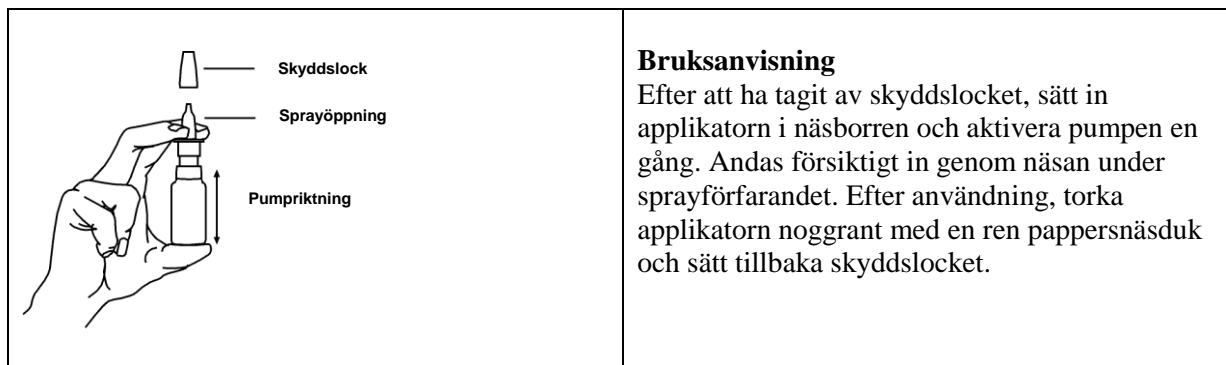 Skyddslock
Sprayöppning
Pumpriktning
Bruksanvisning
Efter att ha tagit av skyddslocket, sätt in
applikatorn i näsborren och aktivera pumpen en
gång. Andas försiktigt in genom näsan under
sprayförfarandet. Efter användning, torka
applikatorn noggrant med en ren pappersnäsduk
och sätt tillbaka skyddslocket.